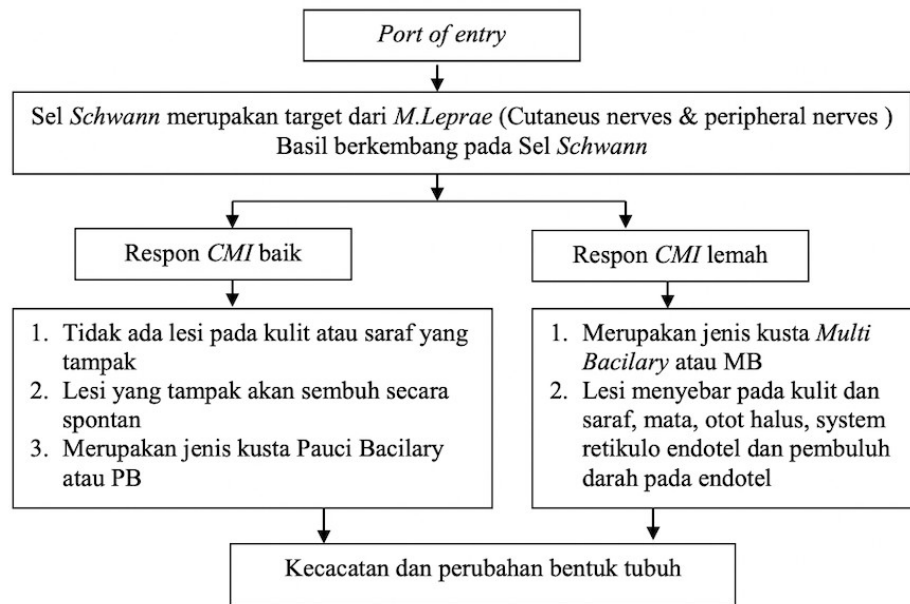 Port of entry
Sel Schwann merupakan target dari M.Leprae (Cutaneus nerves & peripheral nerves )
Basil berkembang pada Sel Schwann
Respon CMI baik
Respon CMI lemah
1. Tidak ada lesi pada kulit atau saraf yang
tampak
2. Lesi yang tampak akan sembuh secara
spontan
3. Merupakan jenis kusta Pauci Bacilary
atau PB
1. Merupakan jenis kusta Multi
Bacilary atau MB
2. Lesi menyebar pada kulit dan
saraf, mata, otot halus, system
retikulo endotel dan pembuluh
darah pada endotel
Kecacatan dan perubahan bentuk tubuh